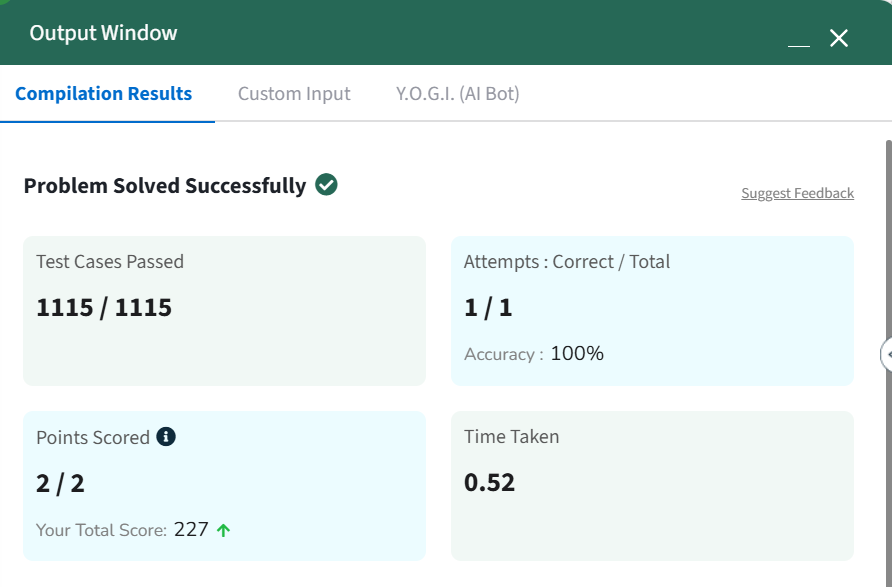 Output Window
Compilation Results Custom Input Y.O.G.I. (AI Bot)
Problem Solved Successfully
Suggest Feedback
Test Cases Passed
1115 / 1115
Attempts : Correct / Total
1 / 1
Accuracy : 100%
Points Scored
2 / 2
Your Total Score: 227
Time Taken
0.52